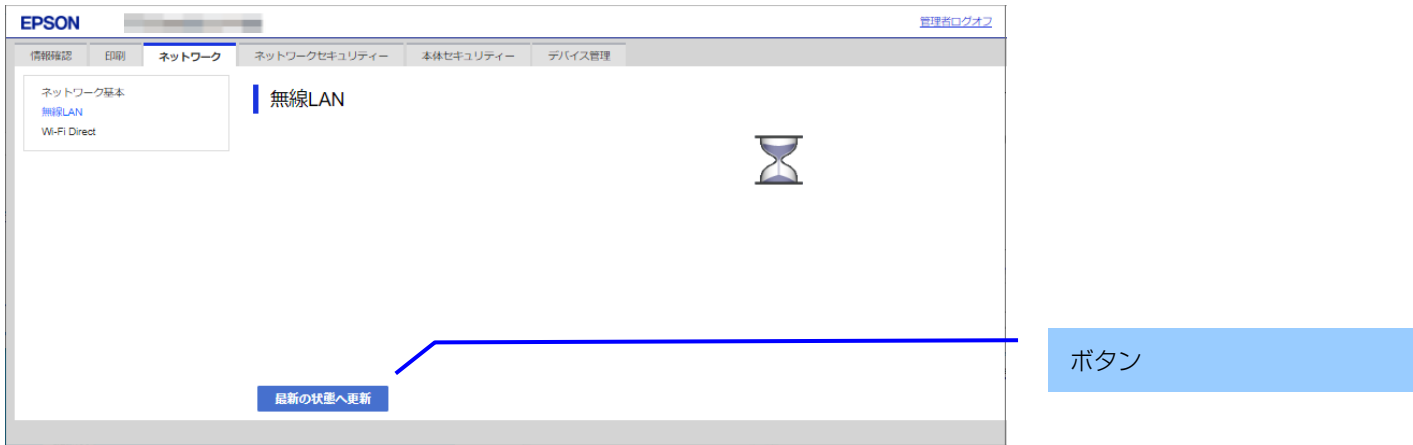 EPSON
管理者ログオフ
情報確認 印刷 ネットワーク ネットワークセキュリティー 本体セキュリティー デバイス管理
ネットワーク基本
無線LAN
Wi-Fi Direct
無線LAN
最新の状態へ更新
ボタン